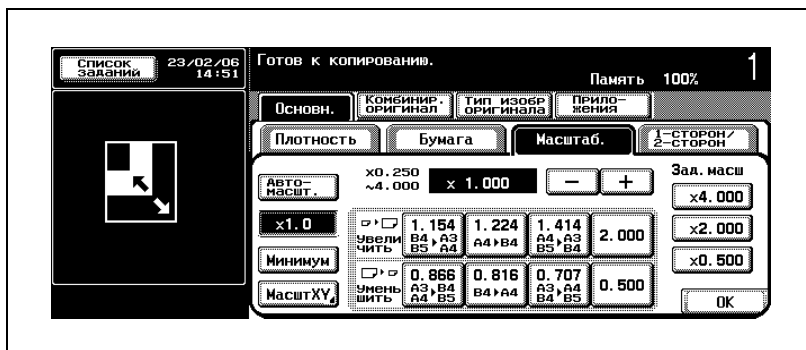 Список заданий
23/02/06
14:51
Готов к копированию.
Память 100%
1
Основн.
Комбинир. оригинал
Тип изобр оригинала
Прило-
жения
Плотность
Бумага
Масштаб.
1-сторон/
2-сторон
Авто-
масшт.
x0.250
~4.000
x 1.000
−
+
Зад. масш
x4.000
x1.0
Увели
чить
1.154
B4▸A3
B5▸A4
1.224
A4▸B4
1.414
A4▸A3
B5▸B4
2.000
x2.000
Минимум
x0.500
МасштXY
Умень
шить
0.866
A3▸B4
A4▸B5
0.816
B4▸A4
0.707
A3▸A4
B4▸B5
0.500
OK